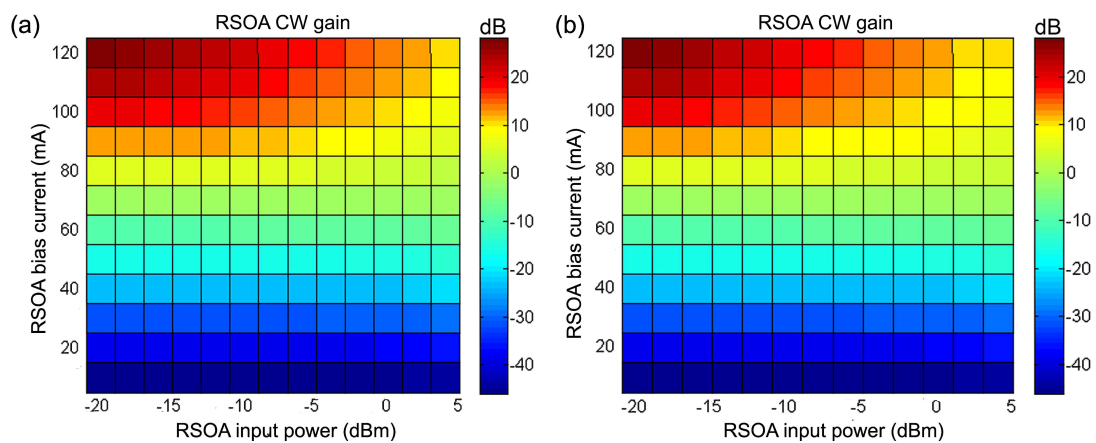 (a)
RSOA CW gain
dB
RSOA bias current (mA)
120
100
80
60
40
20
20
10
0
-10
-20
-30
-40
-20 -15 -10 -5 0 5
RSOA input power (dBm)
(b)
RSOA CW gain
dB
RSOA bias current (mA)
120
100
80
60
40
20
20
10
0
-10
-20
-30
-40
-20 -15 -10 -5 0 5
RSOA input power (dBm)